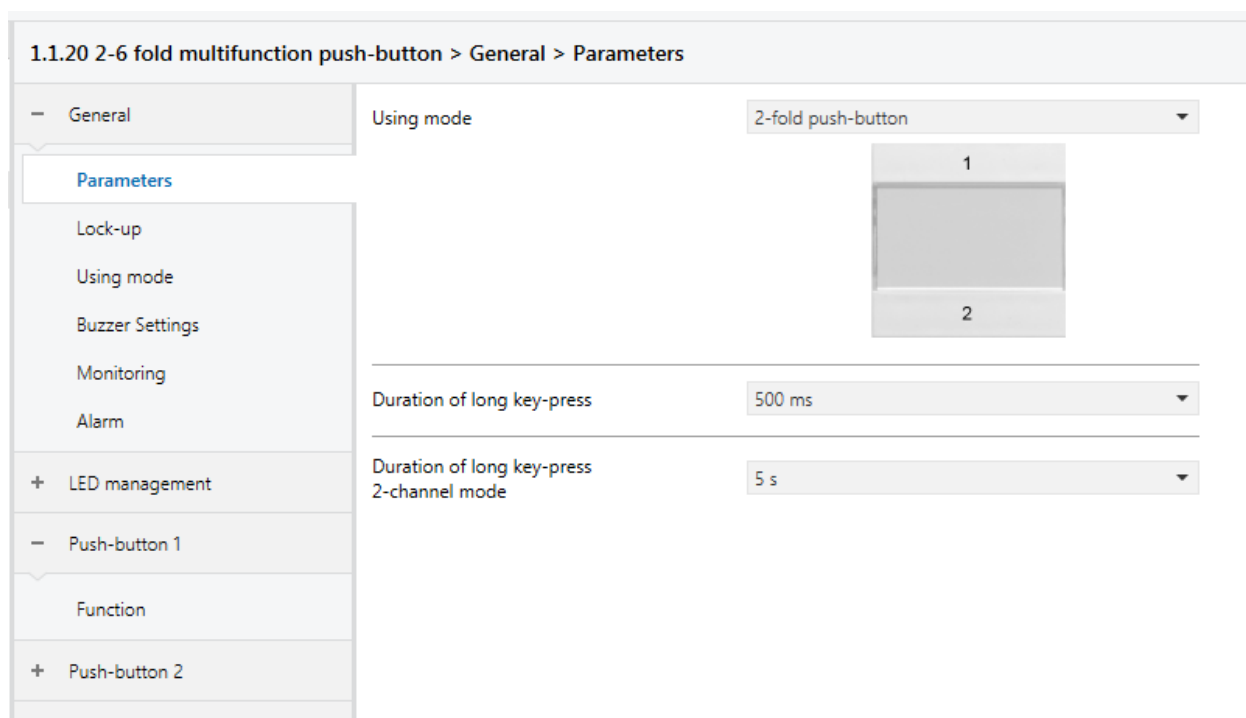 1.1.20 2-6 fold multifunction push-button > General > Parameters
− General
Parameters
Lock-up
Using mode
Buzzer Settings
Monitoring
Alarm
+ LED management
− Push-button 1
Function
+ Push-button 2
Using mode
2-fold push-button
1
2
Duration of long key-press
500 ms
Duration of long key-press
2-channel mode
5 s